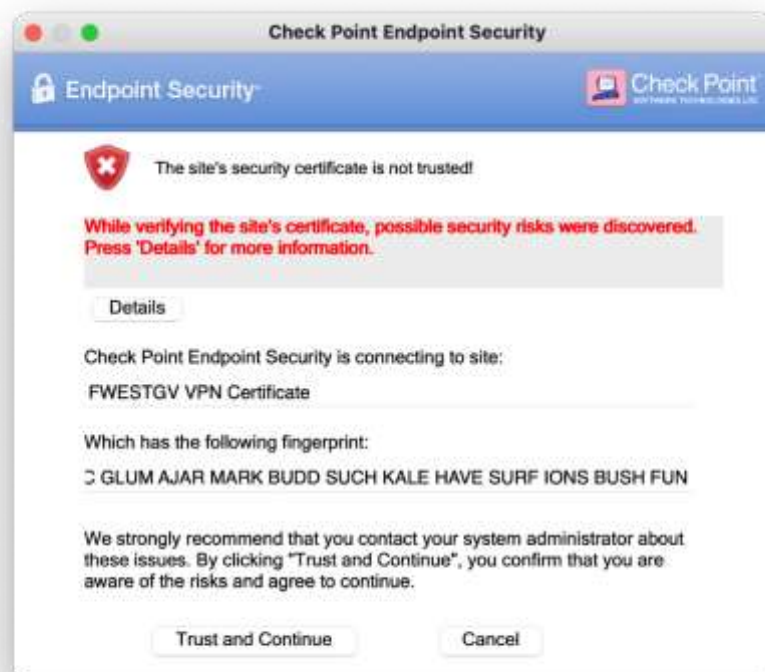 Check Point Endpoint Security
Endpoint Security
Check Point
SOFTWARE TECHNOLOGIES LTD.
The site's security certificate is not trusted!
While verifying the site's certificate, possible security risks were discovered.
Press 'Details' for more information.
Details
Check Point Endpoint Security is connecting to site:
FWESTGV VPN Certificate
Which has the following fingerprint:
GLUM AJAR MARK BUDD SUCH KALE HAVE SURF IONS BUSH FUN
We strongly recommend that you contact your system administrator about
these issues. By clicking "Trust and Continue", you confirm that you are
aware of the risks and agree to continue.
Trust and Continue
Cancel